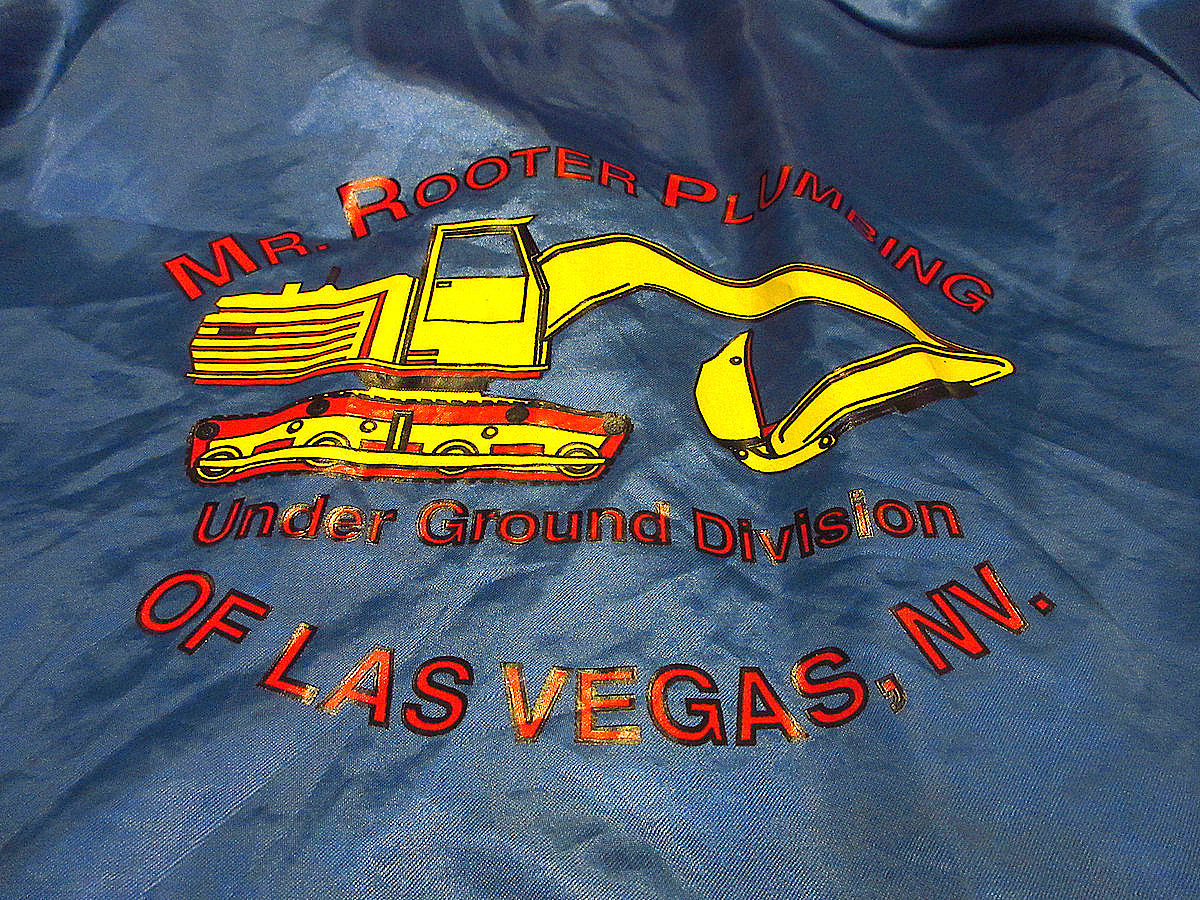 MR. ROOTER PLUMBING
Under Ground Division
OF LAS VEGAS, NV.